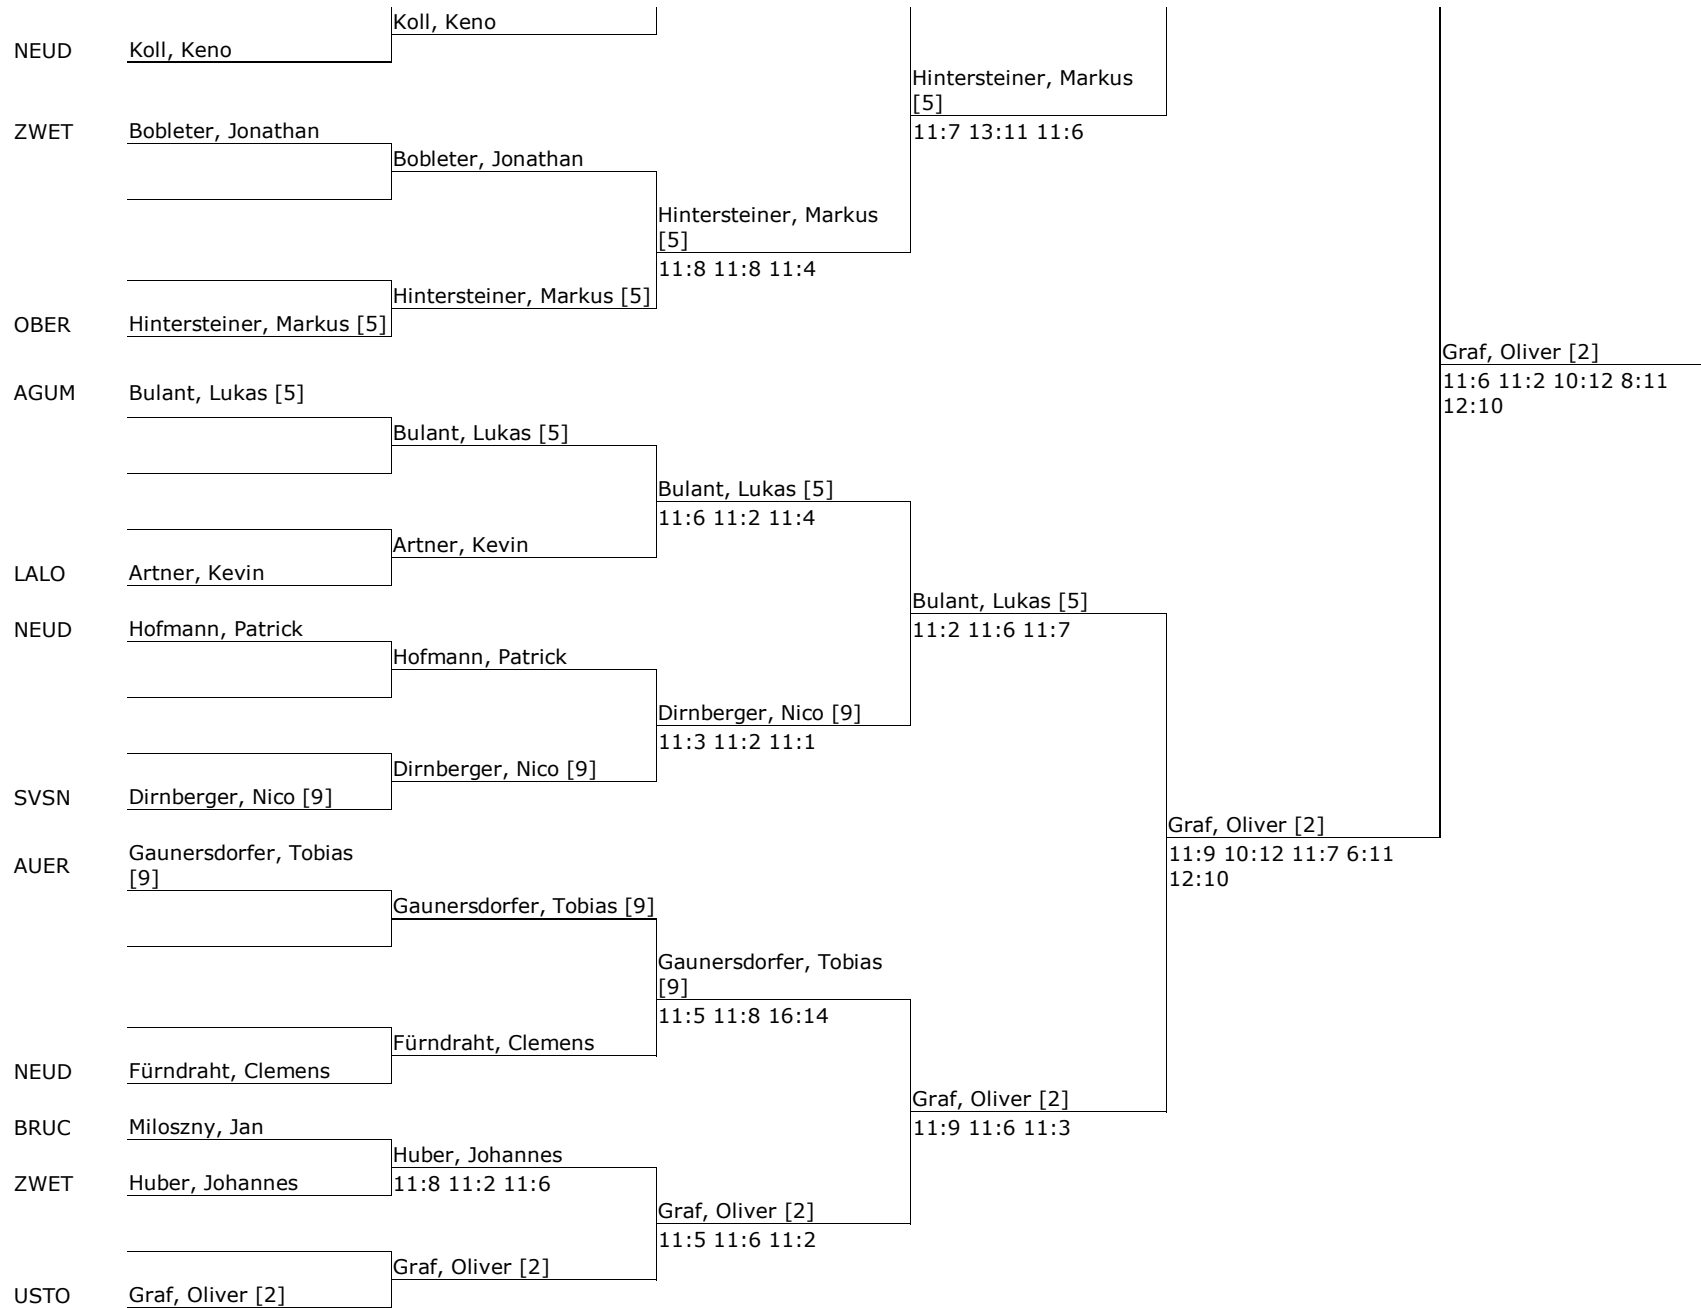 Koll, Keno
NEUD Koll, Keno
Hintersteiner, Markus
[5]
11:7 13:11 11:6
ZWET Bobleter, Jonathan
Bobleter, Jonathan
Hintersteiner, Markus
[5]
11:8 11:8 11:4
Hintersteiner, Markus [5]
OBER Hintersteiner, Markus [5]
Graf, Oliver [2]
11:6 11:2 10:12 8:11
12:10
AGUM Bulant, Lukas [5]
Bulant, Lukas [5]
Bulant, Lukas [5]
11:6 11:2 11:4
Artner, Kevin
LALO Artner, Kevin
Bulant, Lukas [5]
11:2 11:6 11:7
NEUD Hofmann, Patrick
Hofmann, Patrick
Dirnberger, Nico [9]
11:3 11:2 11:1
Dirnberger, Nico [9]
SVSN Dirnberger, Nico [9]
Graf, Oliver [2]
11:9 10:12 11:7 6:11
12:10
AUER Gaunersdorfer, Tobias
[9]
Gaunersdorfer, Tobias [9]
Gaunersdorfer, Tobias
[9]
11:5 11:8 16:14
Fürndraht, Clemens
NEUD Fürndraht, Clemens
Graf, Oliver [2]
11:9 11:6 11:3
BRUC Miloszny, Jan
Huber, Johannes
11:8 11:2 11:6
ZWET Huber, Johannes
Graf, Oliver [2]
11:5 11:6 11:2
Graf, Oliver [2]
USTO Graf, Oliver [2]